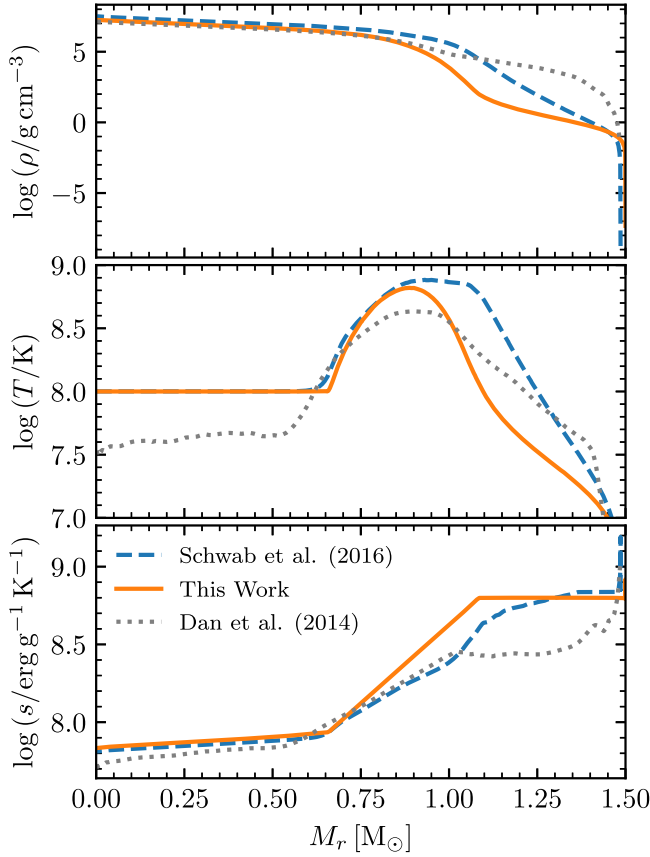 log (ρ/g cm⁻³)
5
0
−5
log (T/K)
9.0
8.5
8.0
7.5
7.0
log (s/erg g⁻¹ K⁻¹)
9.0
8.5
8.0
Schwab et al. (2016)
This Work
Dan et al. (2014)
0.00 0.25 0.50 0.75 1.00 1.25 1.50
Mᵣ [M⊙]